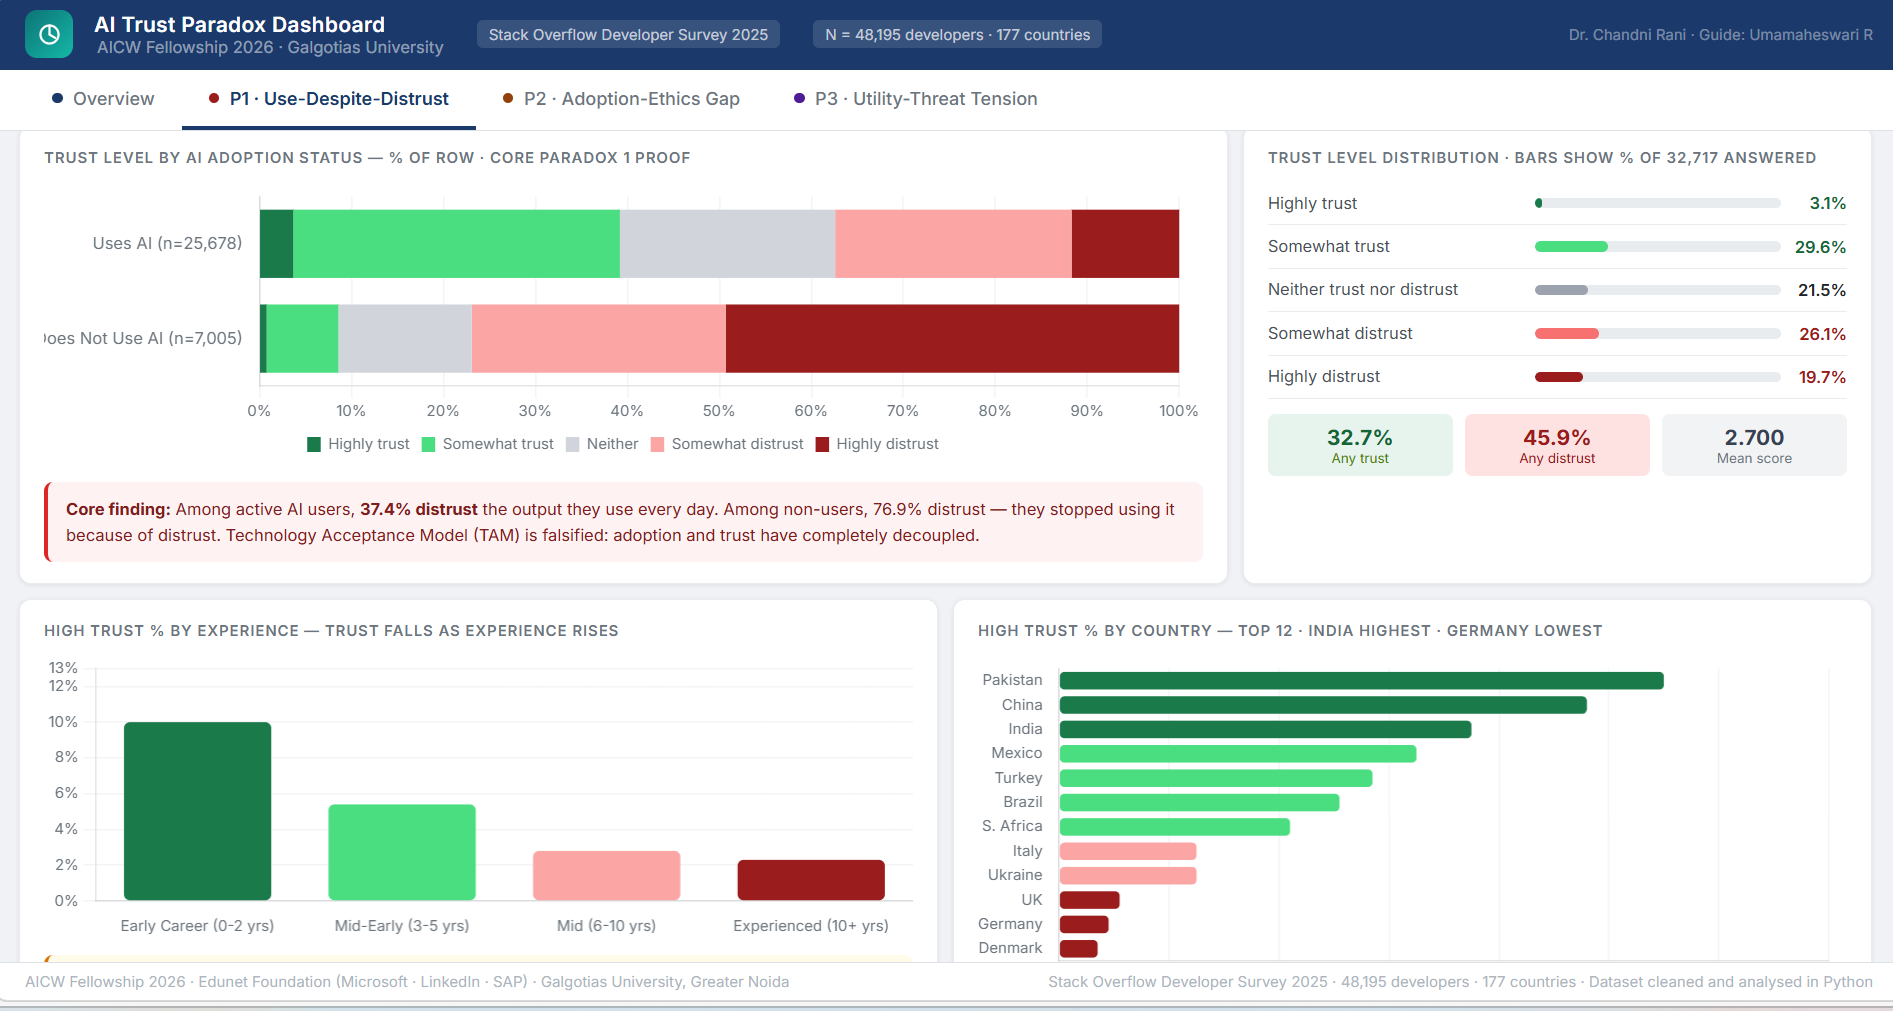 AI Trust Paradox Dashboard
AICW Fellowship 2026 · Galgotias University
Stack Overflow Developer Survey 2025
N = 48,195 developers · 177 countries
Dr. Chandni Rani · Guide: Umamaheswari R
Overview
P1 · Use-Despite-Distrust
P2 · Adoption-Ethics Gap
P3 · Utility-Threat Tension
TRUST LEVEL BY AI ADOPTION STATUS — % OF ROW · CORE PARADOX 1 PROOF
Uses AI (n=25,678)
oes Not Use AI (n=7,005)
0% 10% 20% 30% 40% 50% 60% 70% 80% 90% 100%
Highly trust Somewhat trust Neither Somewhat distrust Highly distrust
Core finding: Among active AI users, 37.4% distrust the output they use every day. Among non-users, 76.9% distrust — they stopped using it
because of distrust. Technology Acceptance Model (TAM) is falsified: adoption and trust have completely decoupled.
TRUST LEVEL DISTRIBUTION · BARS SHOW % OF 32,717 ANSWERED
Highly trust 3.1%
Somewhat trust 29.6%
Neither trust nor distrust 21.5%
Somewhat distrust 26.1%
Highly distrust 19.7%
32.7% 45.9% 2.700
Any trust Any distrust Mean score
HIGH TRUST % BY EXPERIENCE — TRUST FALLS AS EXPERIENCE RISES
13%
12%
10%
8%
6%
4%
2%
0%
Early Career (0-2 yrs) Mid-Early (3-5 yrs) Mid (6-10 yrs) Experienced (10+ yrs)
HIGH TRUST % BY COUNTRY — TOP 12 · INDIA HIGHEST · GERMANY LOWEST
Pakistan
China
India
Mexico
Turkey
Brazil
S. Africa
Italy
Ukraine
UK
Germany
Denmark
AICW Fellowship 2026 · Edunet Foundation (Microsoft · LinkedIn · SAP) · Galgotias University, Greater Noida
Stack Overflow Developer Survey 2025 · 48,195 developers · 177 countries · Dataset cleaned and analysed in Python